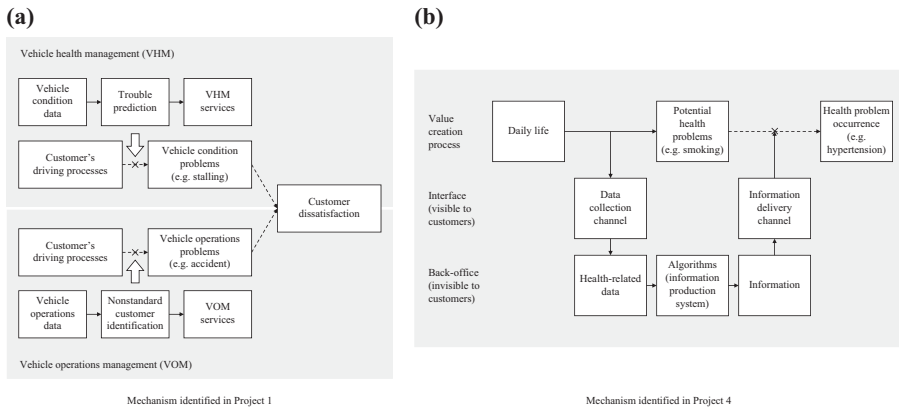 (a)
Vehicle health management (VHM)
Vehicle
condition
data
Trouble
prediction
VHM
services
Customer's
driving processes
Vehicle condition
problems
(e.g. stalling)
Customer
dissatisfaction
Customer's
driving processes
Vehicle operations
problems
(e.g. accident)
Vehicle
operations
data
Nonstandard
customer
identification
VOM
services
Vehicle operations management (VOM)
Mechanism identified in Project 1
(b)
Value
creation
process
Daily life
Potential
health
problems
(e.g. smoking)
Health problem
occurrence
(e.g.
hypertension)
Interface
(visible to
customers)
Data
collection
channel
Information
delivery
channel
Back-office
(invisible to
customers)
Health-related
data
Algorithms
(information
production
system)
Information
Mechanism identified in Project 4